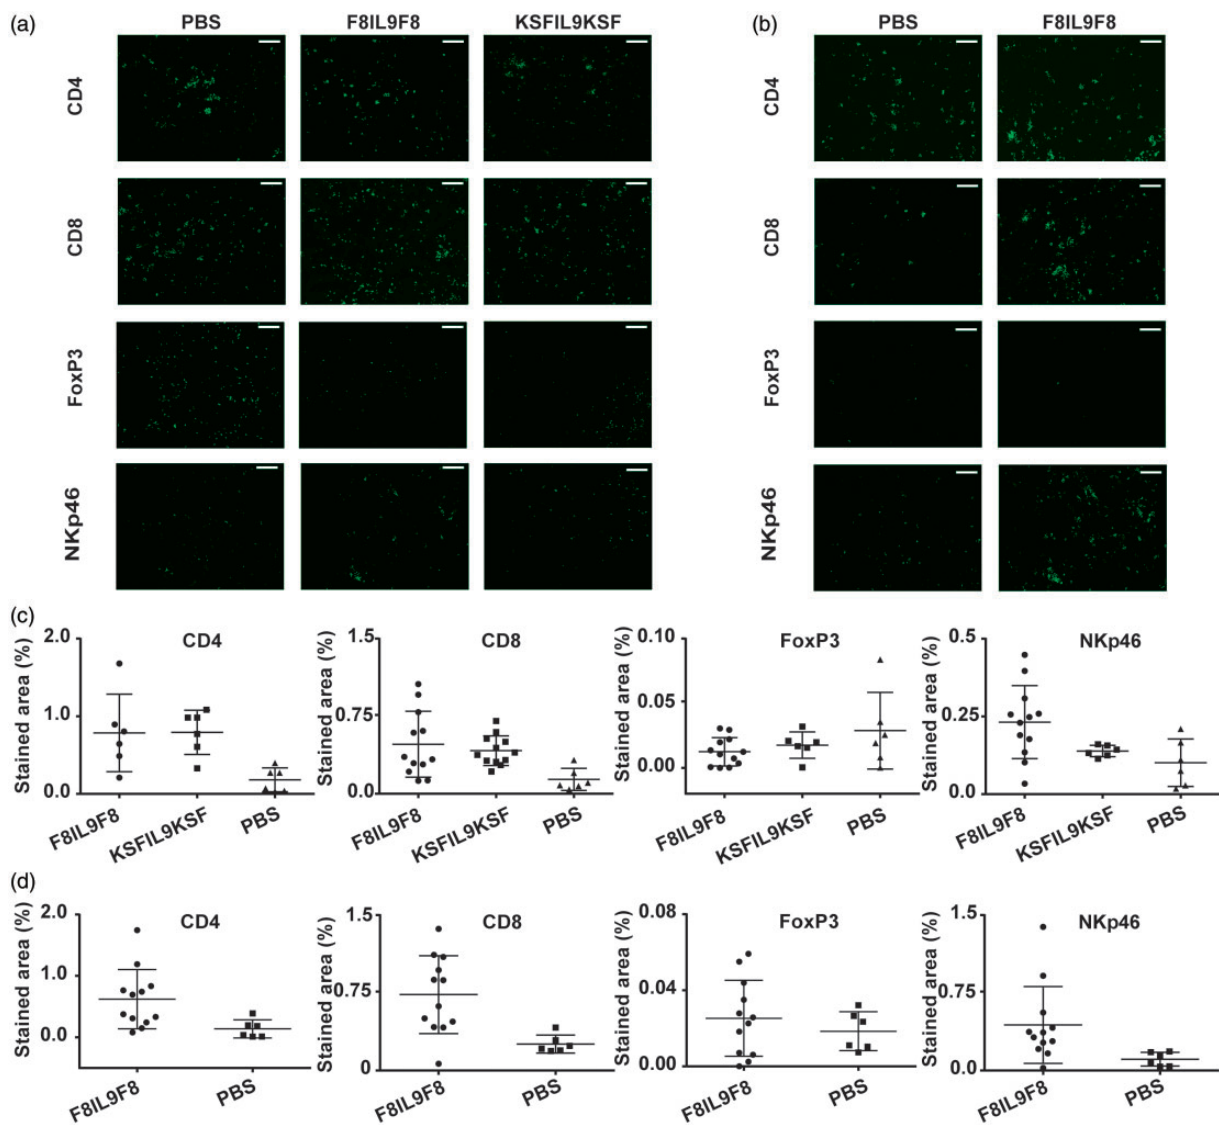 (a)
PBS
F8IL9F8
KSFIL9KSF
CD4
CD8
FoxP3
NKp46
(b)
PBS
F8IL9F8
CD4
CD8
FoxP3
NKp46
(c)
CD4
Stained area (%)
2.0
1.0
0.0
F8IL9F8
KSFIL9KSF
PBS
CD8
Stained area (%)
1.5
0.75
0.0
F8IL9F8
KSFIL9KSF
PBS
FoxP3
Stained area (%)
0.10
0.05
0.00
F8IL9F8
KSFIL9KSF
PBS
NKp46
Stained area (%)
0.5
0.25
0.0
F8IL9F8
KSFIL9KSF
PBS
(d)
CD4
Stained area (%)
2.0
1.0
0.0
F8IL9F8
PBS
CD8
Stained area (%)
1.5
0.75
0
F8IL9F8
PBS
FoxP3
Stained area (%)
0.08
0.04
0.00
F8IL9F8
PBS
NKp46
Stained area (%)
1.5
0.75
0
F8IL9F8
PBS